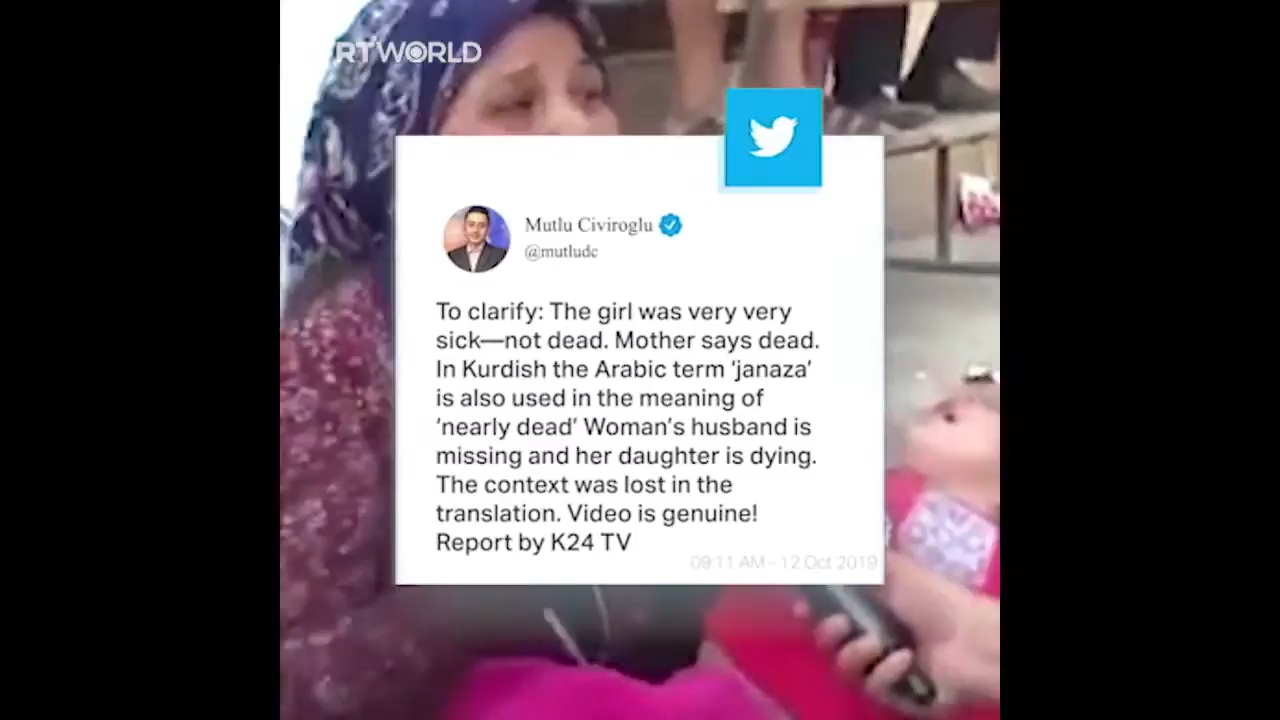 RTWORLD
Mutlu Civiroglu
@mutludc
To clarify: The girl was very very
sick—not dead. Mother says dead.
In Kurdish the Arabic term ‘janaza’
is also used in the meaning of
‘nearly dead’ Woman’s husband is
missing and her daughter is dying.
The context was lost in the
translation. Video is genuine!
Report by K24 TV
09:11 AM - 12 Oct 2019